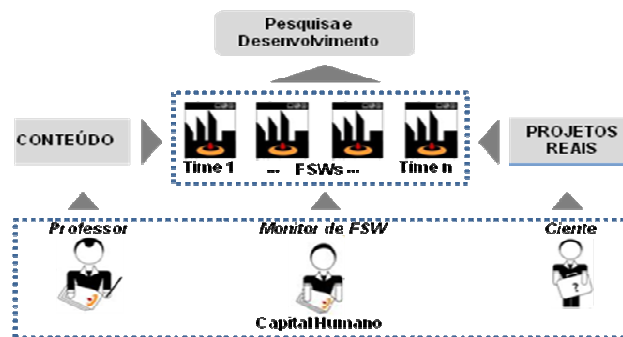 Pesquisa e
Desenvolvimento
CONTEÚDO
PROJETOS
REAIS
Time 1 ... FSWs ... Time n
Professor Monitor de FSW Ciente
?
Capital Humano